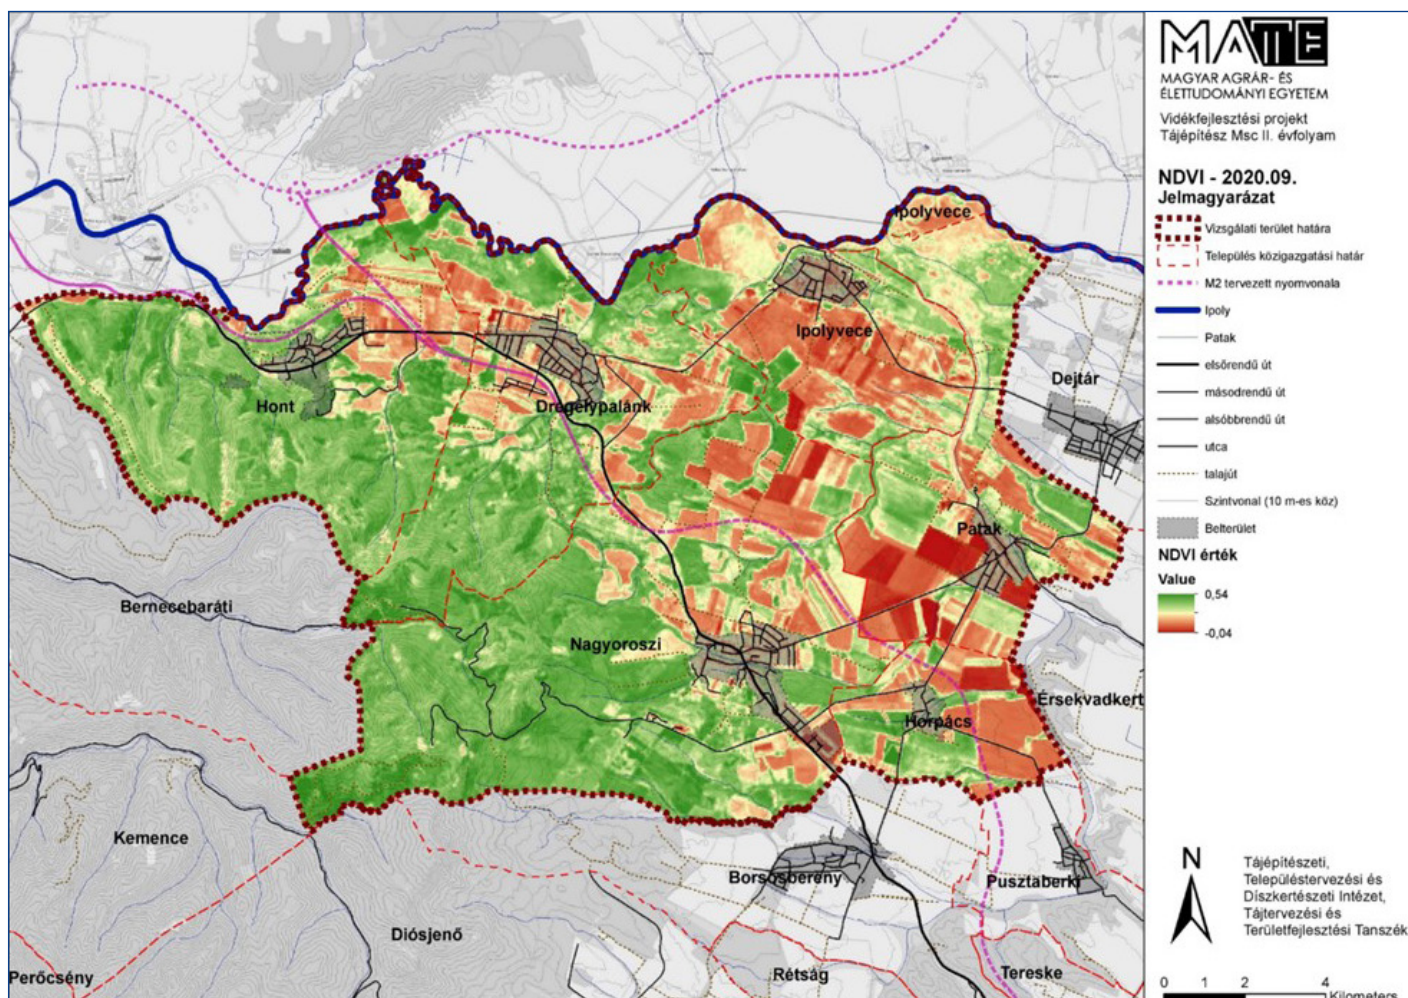 MATE
MAGYAR AGRÁR- ÉS
ÉLETTUDOMÁNYI EGYETEM
Vidékfejlesztési projekt
Tájépítész Msc II. évfolyam
NDVI - 2020.09.
Jelmagyarázat
Vizsgálati terület határa
Település közigazgatási határ
M2 tervezett nyomvonala
Ipoly
Patak
elsőrendű út
másodrendű út
alsóbbrendű út
utca
talajút
Szintvonal (10 m-es köz)
Belterület
NDVI érték
Value
0,54
-0,04
N
Tájépítészeti,
Településtervezési és
Díszkertészeti Intézet,
Tájtervezési és
Területfejlesztési Tanszék
0 1 2 4
Kilometers
Ipolyvece
Ipolyvece
Dejtár
Hont
Drégelypalánk
Patak
Bernecebaráti
Nagyoroszi
Érsekvadkert
Horpács
Kemence
Borsosberény
Pusztaberki
Diósjenő
Perőcsény
Rétság
Tereske